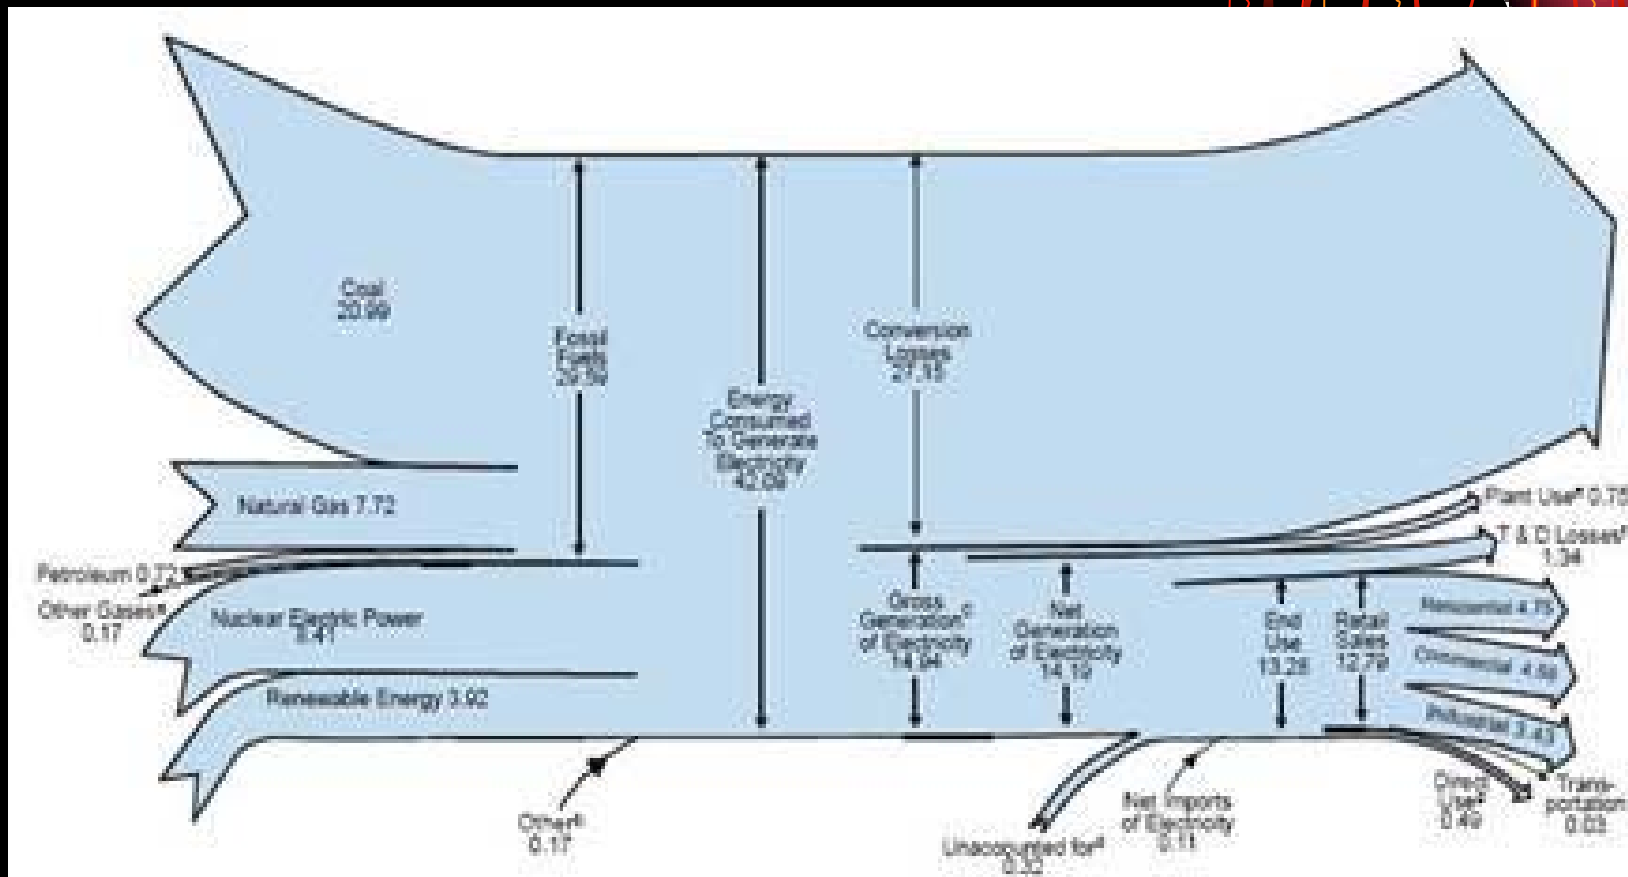 Coal
20.99
Fossil
Fuels
29.59
Energy
Consumed
To Generate
Electricity
42.09
Conversion
Losses
27.15
Natural Gas 7.72
Petroleum 0.72
Other Gases
0.17
Nuclear Electric Power
8.41
Renewable Energy 3.92
Other
0.17
Gross
Generation
of Electricity
14.94
Net
Generation
of Electricity
14.19
End
Use
13.28
Retail
Sales
12.79
Plant Use
T & D Losses
1.34
Residential 4.75
Commercial 4.58
Industrial 3.43
Unaccounted for
0.32
Net Imports
of Electricity
0.11
Direct
Use
0.49
Trans-
portation
0.03